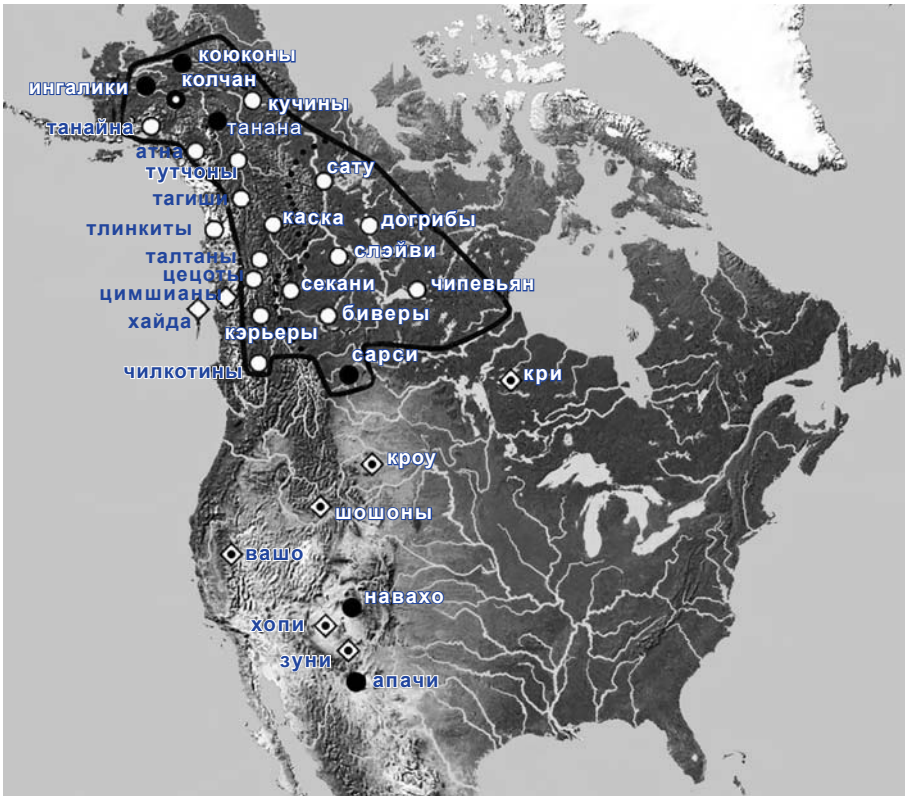 коюконы
колчан
ингалики
кучины
танайна
танана
атна
тутчоны
сату
тагиши
каска
догрибы
тлинкиты
слэйви
талтаны
цецоты
секани
чипевьян
цимшианы
хайда
биверы
кэрьеры
сарси
чилкотины
кри
кроу
шошоны
вашо
навахо
хопи
зуни
апачи